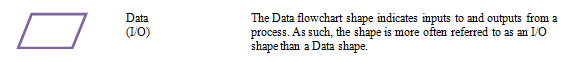 Data
(I/O)
The Data flowchart shape indicates inputs to and outputs from a
process. As such, the shape is more often referred to as an I/O
shape than a Data shape.